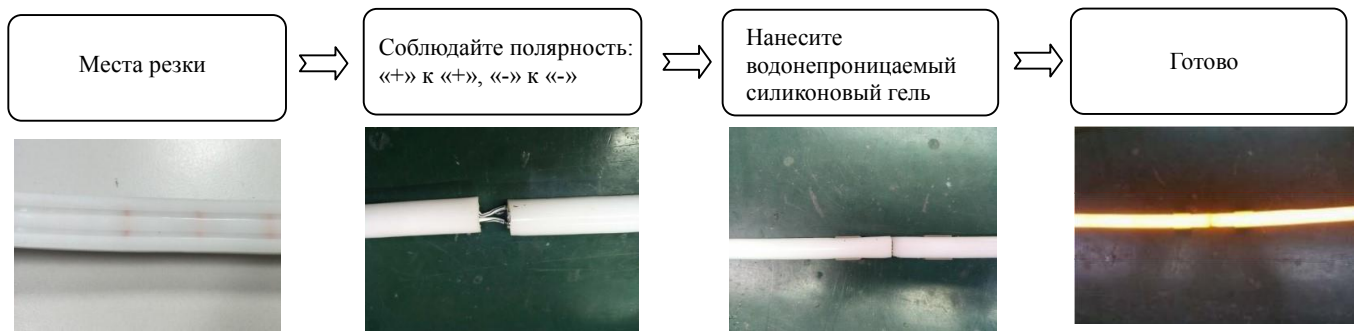 Места резки
Соблюдайте полярность:
«+» к «+», «-» к «-»
Нанесите
водонепроницаемый
силиконовый гель
Готово